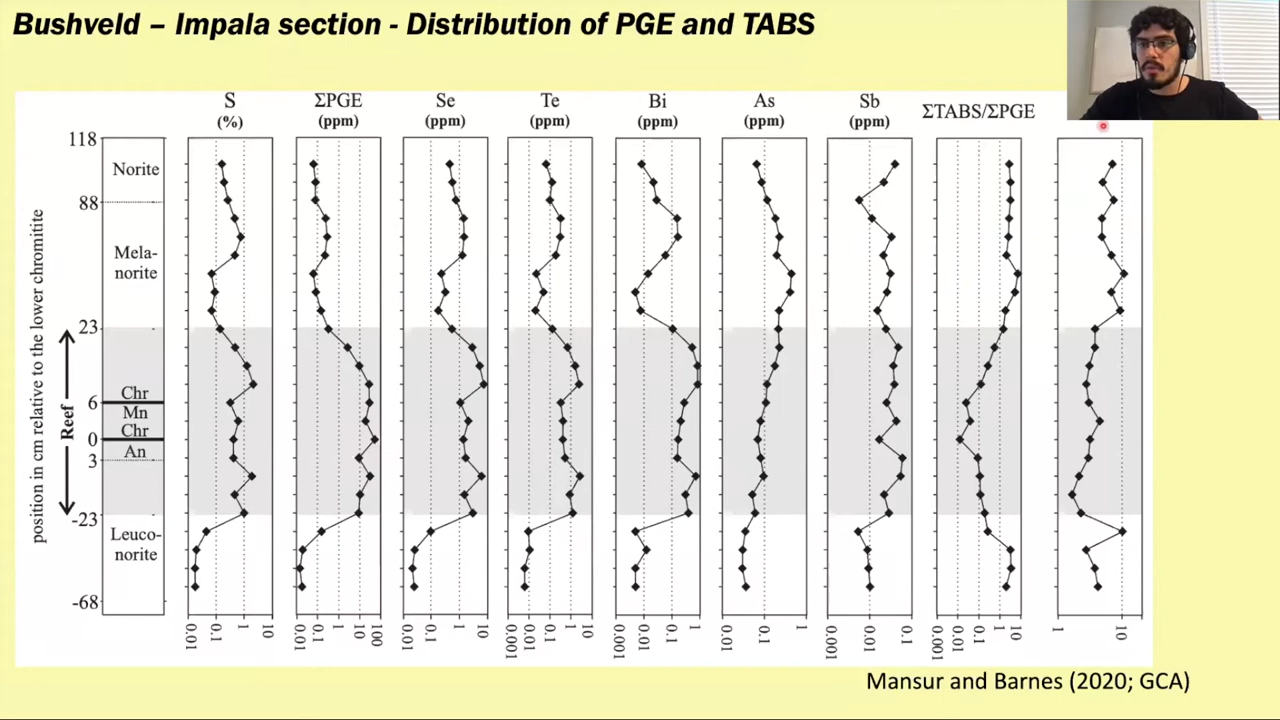 Bushveld – Impala section - Distribution of PGE and TABS
S ΣPGE Se Te Bi As Sb ΣTABS/ΣPGE
(%) (ppm) (ppm) (ppm) (ppm) (ppm) (ppm)
position in cm relative to the lower chromitite
118
Norite
88
Mela-
norite
23
Reef
Chr
6
Mn
Chr
0
An
3
-23
Leuco-
norite
-68
0.01 0.1 1 10
0.01 0.1 1 10 100
0.01 0.1 1 10
0.001 0.01 0.1 1 10
0.001 0.01 0.1 1
0.01 0.1 1
0.001 0.01 0.1
0.001 0.01 0.1 1 10
1 10
Mansur and Barnes (2020; GCA)